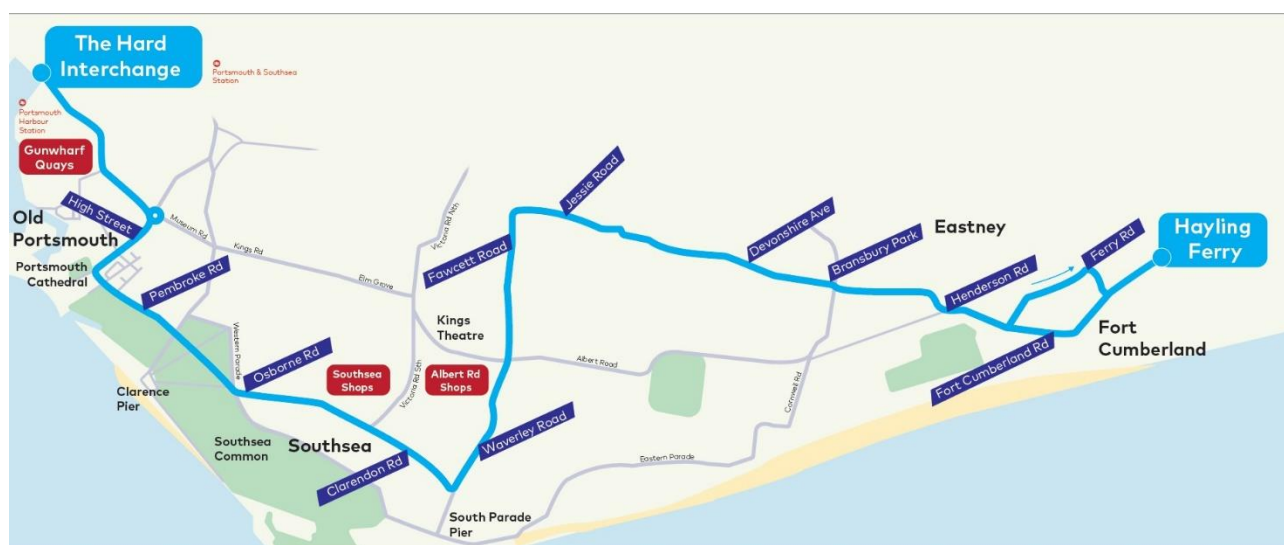 The Hard
Interchange
Portsmouth & Southsea
Station
Portsmouth
Harbour
Station
Gunwharf
Quays
High Street
Old
Portsmouth
Portsmouth
Cathedral
Museum Rd
Kings Rd
Pembroke Rd
Elm Grove
Victoria Rd Nth
Fawcett Road
Jessie Road
Devonshire Ave
Bransbury Park
Eastney
Henderson Rd
Ferry Rd
Hayling
Ferry
Fort
Cumberland
Fort Cumberland Rd
Western Parade
Osborne Rd
Kings
Theatre
Albert Road
Southsea
Shops
Victoria Rd Sth
Albert Rd
Shops
Clarence
Pier
Southsea
Common
Southsea
Clarendon Rd
Waverley Road
Eastern Parade
South Parade
Pier